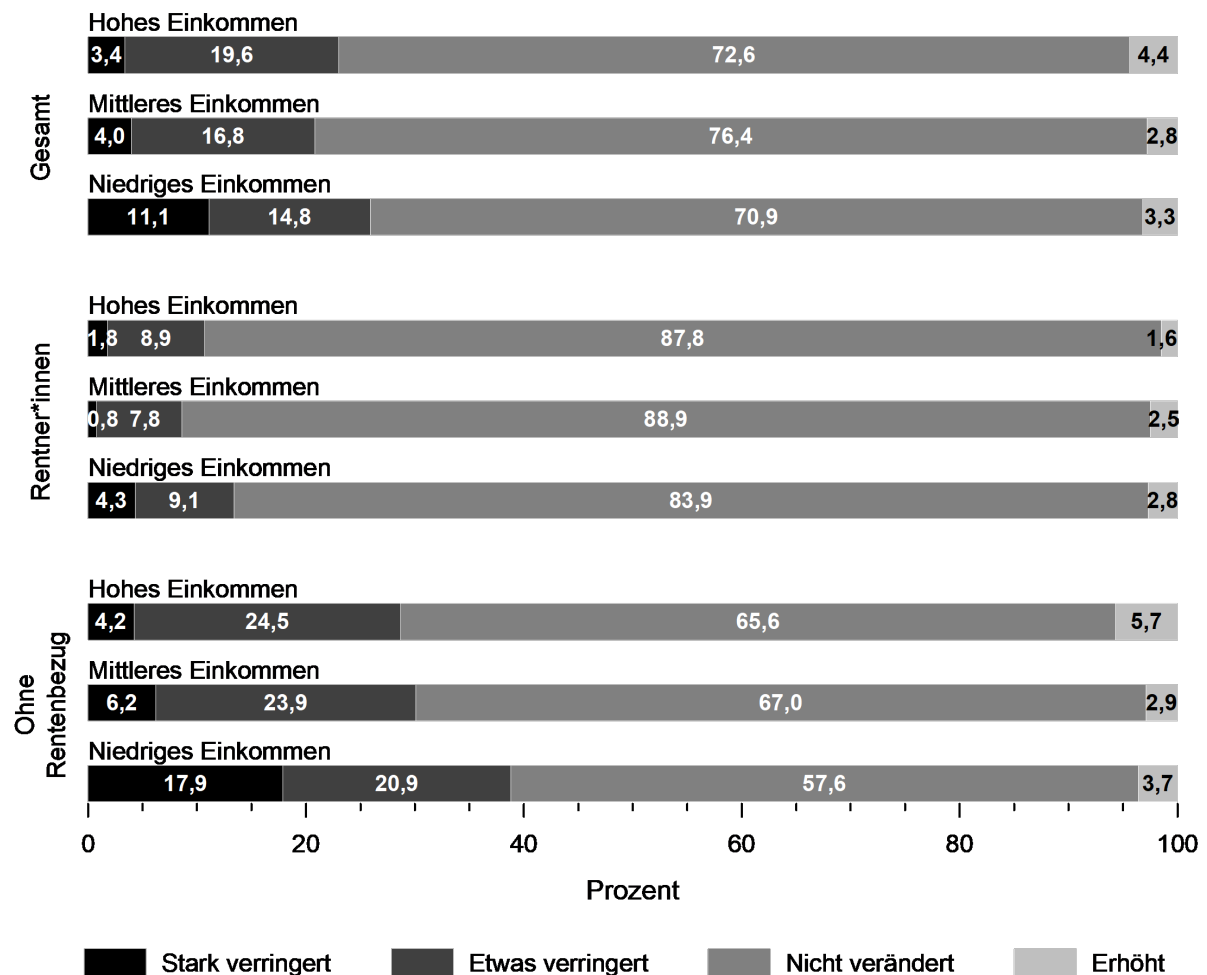 Gesamt
Hohes Einkommen
3,4 19,6 72,6 4,4
Mittleres Einkommen
4,0 16,8 76,4 2,8
Niedriges Einkommen
11,1 14,8 70,9 3,3
Rentner*innen
Hohes Einkommen
1,8 8,9 87,8 1,6
Mittleres Einkommen
0,8 7,8 88,9 2,5
Niedriges Einkommen
4,3 9,1 83,9 2,8
Ohne
Rentenbezug
Hohes Einkommen
4,2 24,5 65,6 5,7
Mittleres Einkommen
6,2 23,9 67,0 2,9
Niedriges Einkommen
17,9 20,9 57,6 3,7
0 20 40 60 80 100
Prozent
Stark verringert Etwas verringert Nicht verändert Erhöht